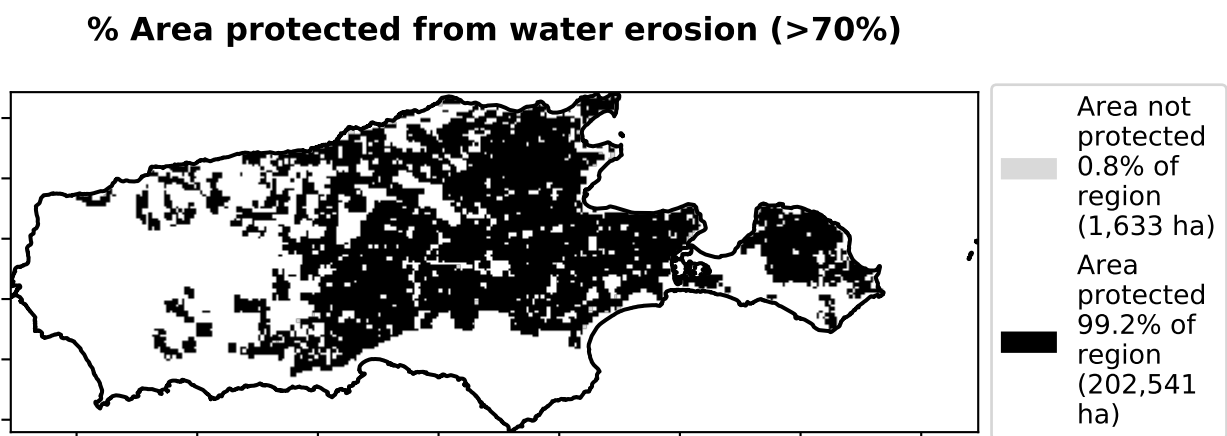 % Area protected from water erosion (>70%)
Area not
protected
0.8% of
region
(1,633 ha)
Area
protected
99.2% of
region
(202,541
ha)